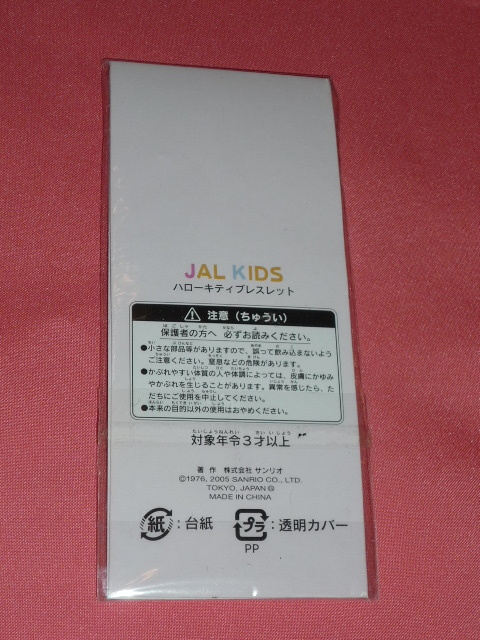 JAL KIDS
ハローキティブレスレット
注意（ちゅうい）
保護者の方へ 必ずお読みください。
●小さな部品等がありますので、誤って飲み込まないよう
ご注意ください。窒息などの危険があります。
●かぶれやすい体質の人や体調によっては、皮膚にかゆみ
やかぶれを生じることがあります。異常を感じたら、た
だちにご使用を中止してください。
●本来の目的以外の使用はおやめください。
対象年令3才以上
著 作 株式会社 サンリオ
©1976, 2005 SANRIO CO., LTD.
TOKYO, JAPAN
MADE IN CHINA
紙:台紙 プラ:透明カバー
PP